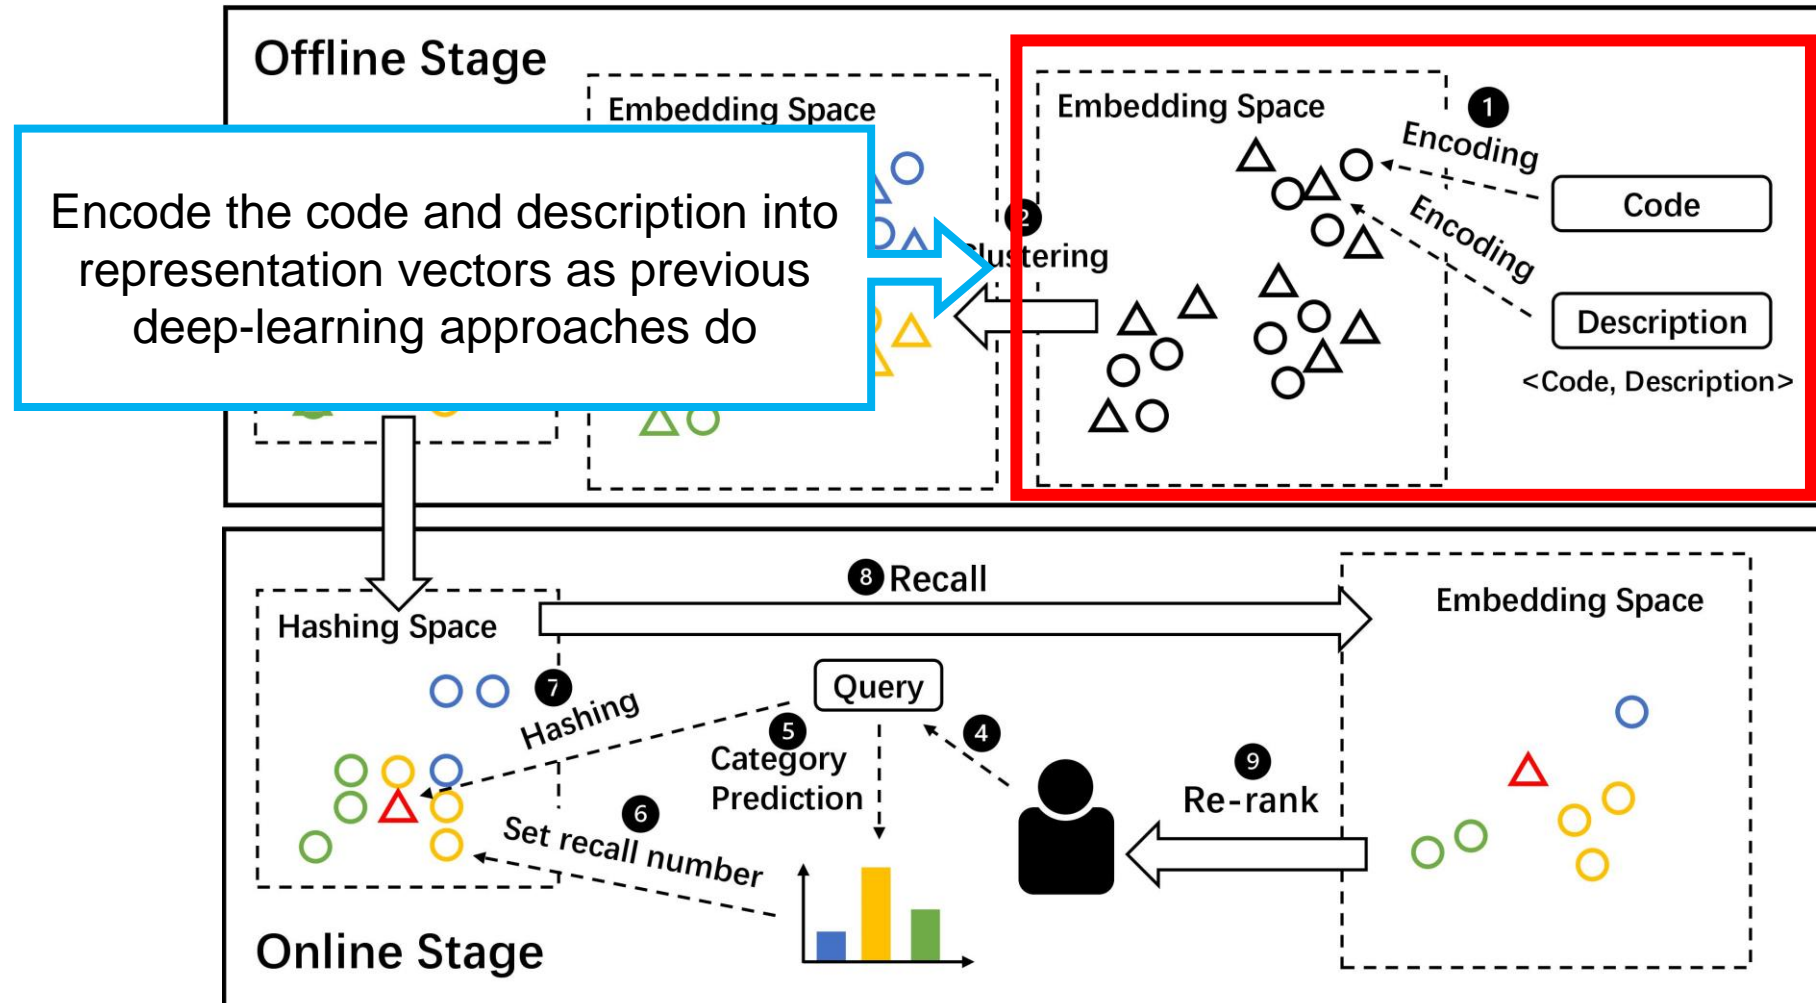 Offline Stage
Embedding Space
Embedding Space
1
Encoding
Encoding
Code
Description
<Code, Description>
2
Encode the code and description into
representation vectors as previous
deep-learning approaches do
8 Recall
Hashing Space
Embedding Space
7
Hashing
Query
5
Category
Prediction
4
6
Set recall number
9
Re-rank
Online Stage